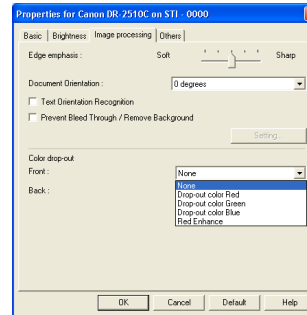 Properties for Canon DR-2510C on STI - 0000
Basic Brightness Image processing Others
Edge emphasis : Soft Sharp
Document Orientation : 0 degrees
Text Orientation Recognition
Prevent Bleed Through / Remove Background
Setting...
Color drop-out
Front : None
Back : None
Drop-out color Red
Drop-out color Green
Drop-out color Blue
Red Enhance
OK Cancel Default Help